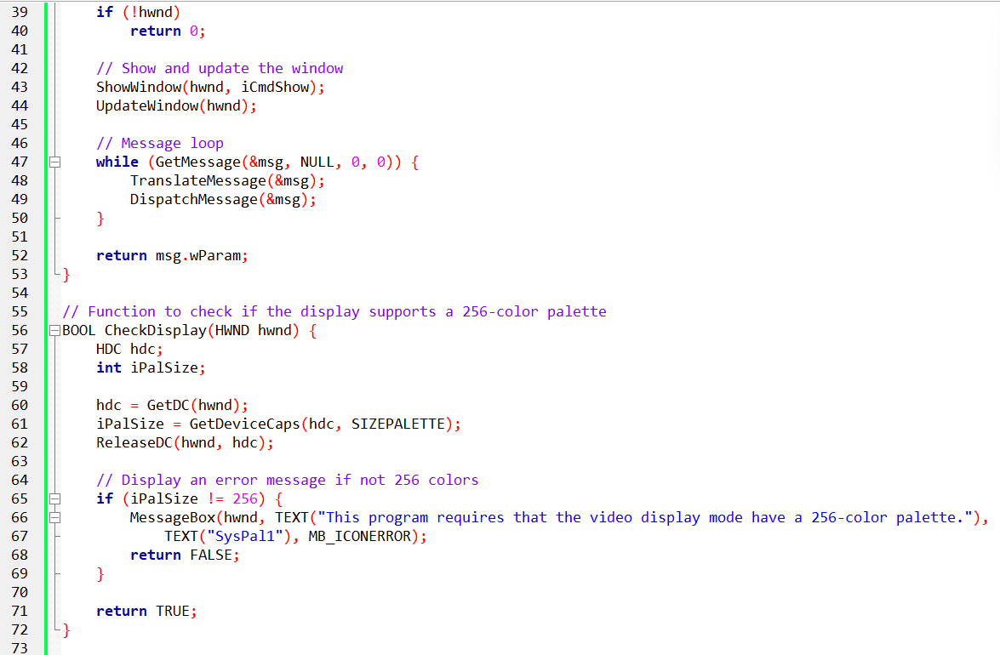 39 if (!hwnd)
40 return 0;
41
42 // Show and update the window
43 ShowWindow(hwnd, iCmdShow);
44 UpdateWindow(hwnd);
45
46 // Message loop
47 while (GetMessage(&msg, NULL, 0, 0)) {
48 TranslateMessage(&msg);
49 DispatchMessage(&msg);
50 }
51
52 return msg.wParam;
53 }
54
55 // Function to check if the display supports a 256-color palette
56 BOOL CheckDisplay(HWND hwnd) {
57 HDC hdc;
58 int iPalSize;
59
60 hdc = GetDC(hwnd);
61 iPalSize = GetDeviceCaps(hdc, SIZEPALETTE);
62 ReleaseDC(hwnd, hdc);
63
64 // Display an error message if not 256 colors
65 if (iPalSize != 256) {
66 MessageBox(hwnd, TEXT("This program requires that the video display mode have a 256-color palette."),
67 TEXT("SysPal1"), MB_ICONERROR);
68 return FALSE;
69 }
70
71 return TRUE;
72 }
73